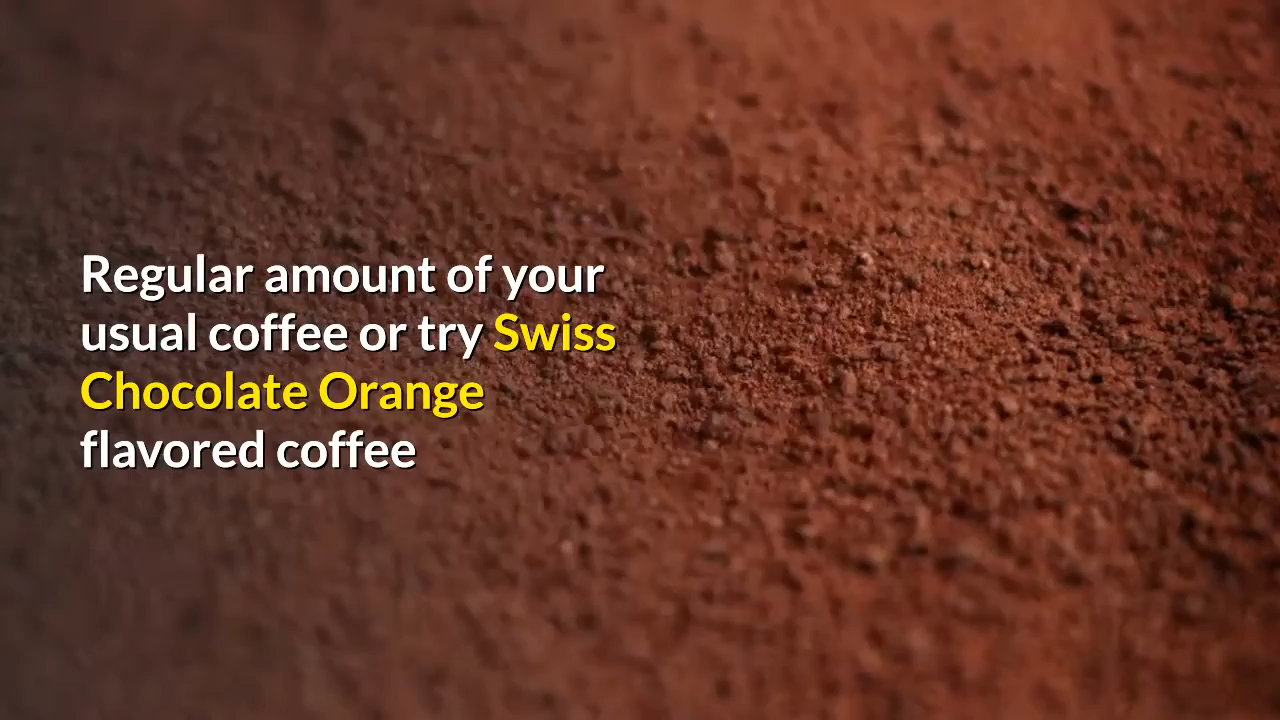 Regular amount of your
usual coffee or try Swiss
Chocolate Orange
flavored coffee